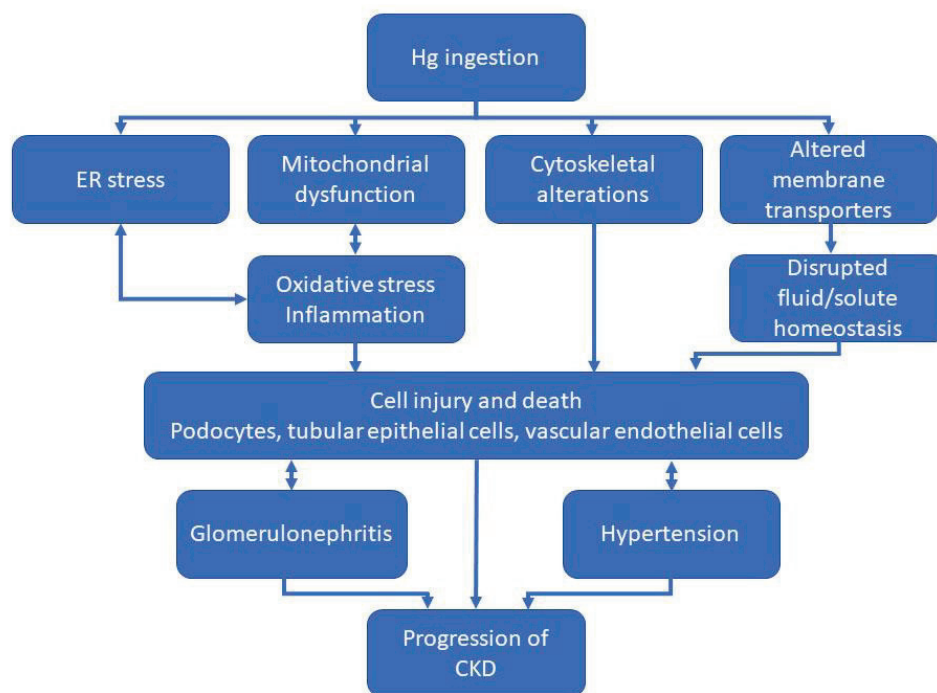 Hg ingestion
ER stress
Mitochondrial
dysfunction
Cytoskeletal
alterations
Altered
membrane
transporters
Oxidative stress
Inflammation
Disrupted
fluid/solute
homeostasis
Cell injury and death
Podocytes, tubular epithelial cells, vascular endothelial cells
Glomerulonephritis
Hypertension
Progression of
CKD